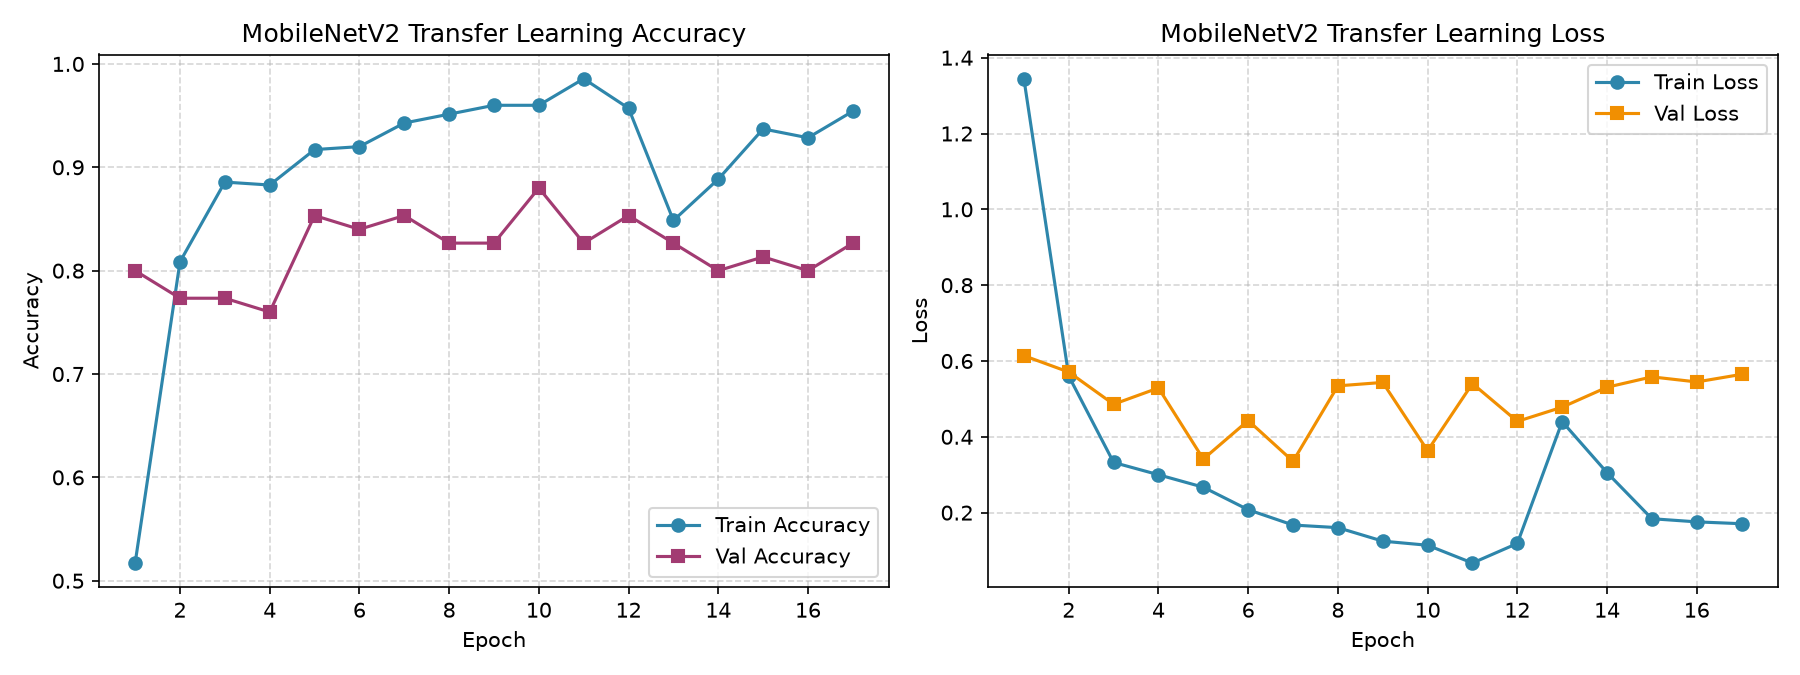 MobileNetV2 Transfer Learning Accuracy
Accuracy
1.0
0.9
0.8
0.7
0.6
0.5
Train Accuracy
Val Accuracy
2 4 6 8 10 12 14 16
Epoch
MobileNetV2 Transfer Learning Loss
Loss
1.4
1.2
1.0
0.8
0.6
0.4
0.2
Train Loss
Val Loss
2 4 6 8 10 12 14 16
Epoch